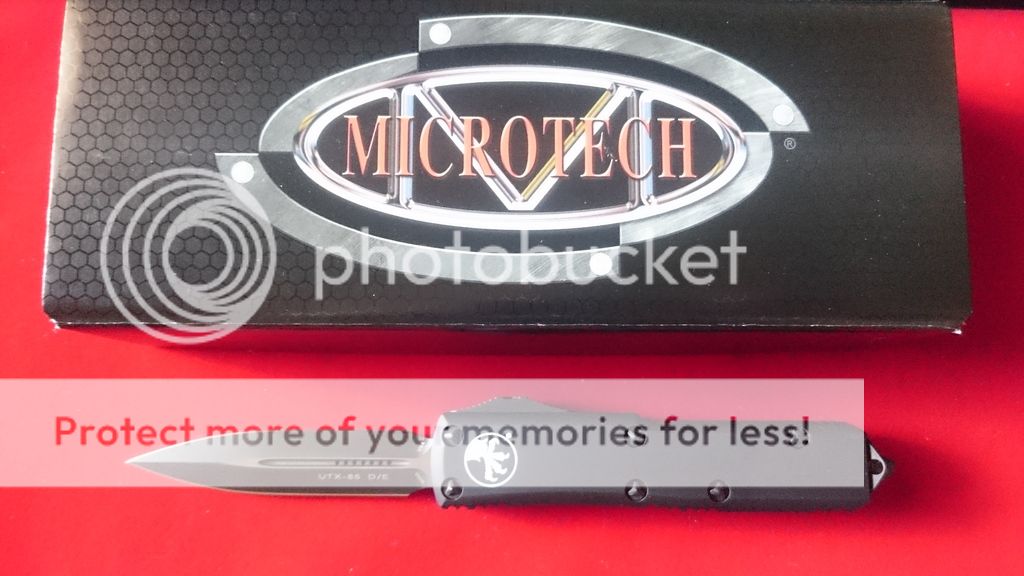 MICROTECH
®
photobucket
Protect more of your memories for less!
UTX-85 D/E